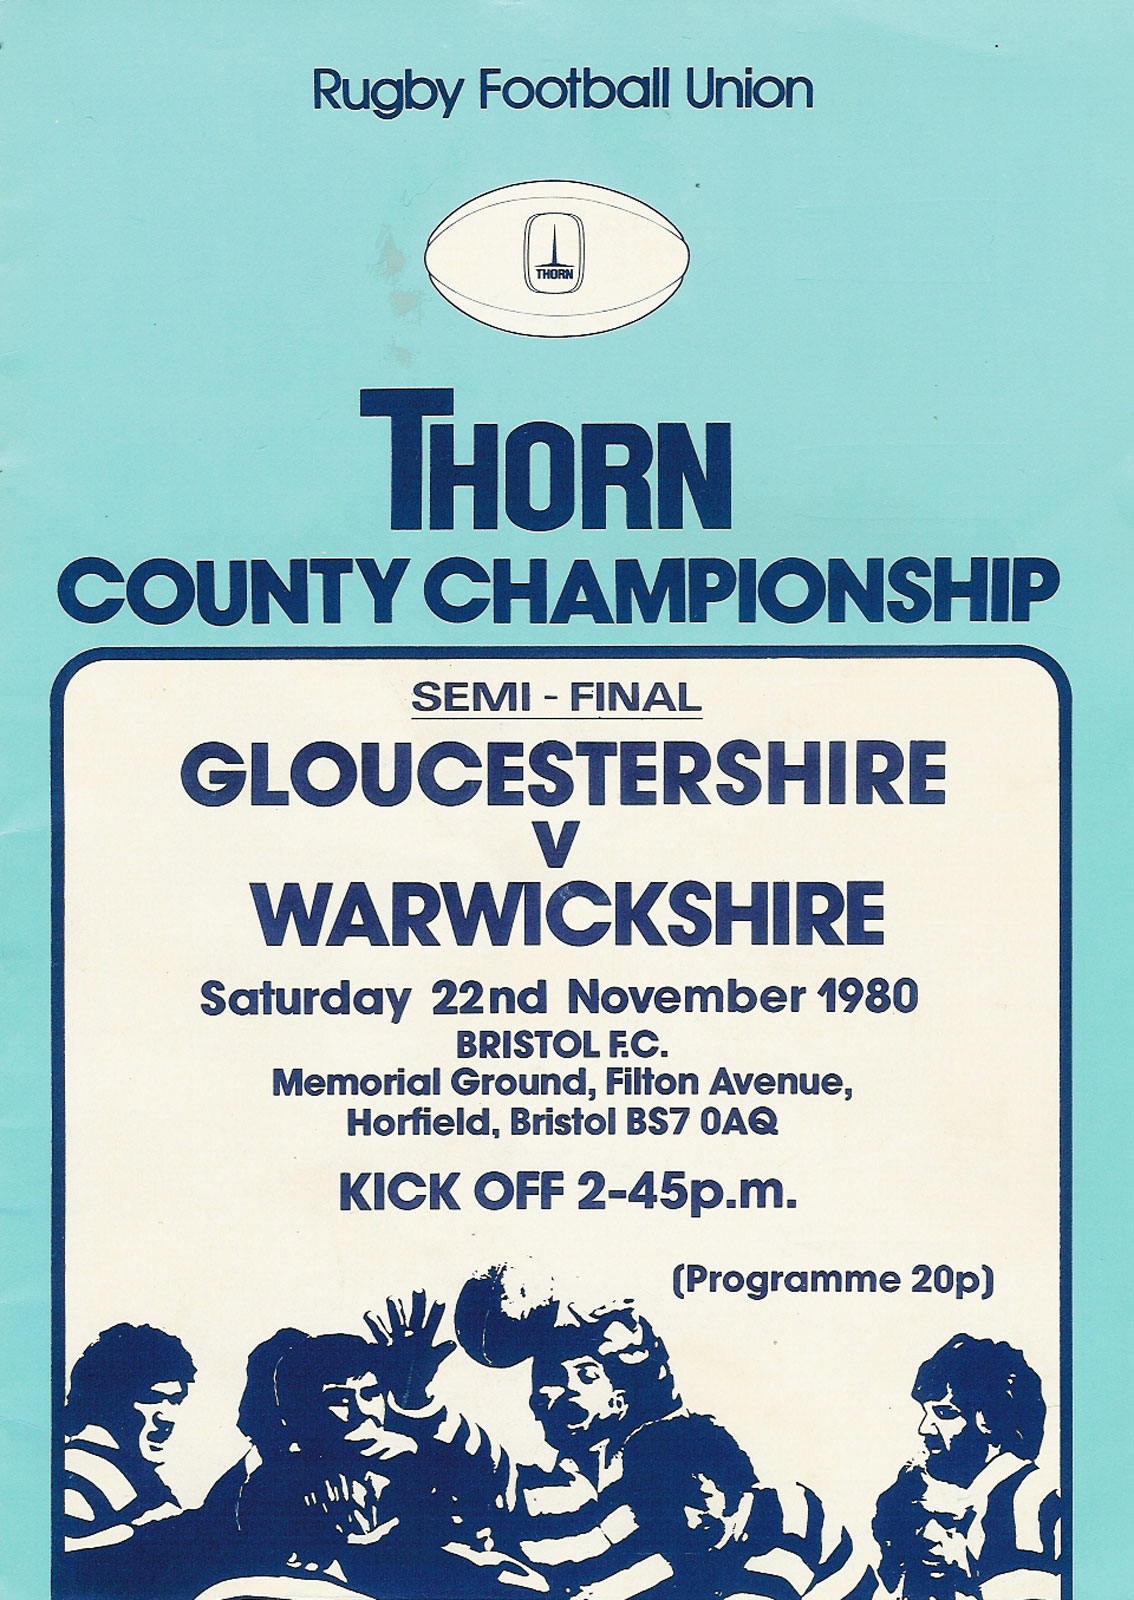 Rugby Football Union
THORN
THORN
COUNTY CHAMPIONSHIP
SEMI - FINAL
GLOUCESTERSHIRE
V
WARWICKSHIRE
Saturday 22nd November 1980
BRISTOL F.C.
Memorial Ground, Filton Avenue,
Horfield, Bristol BS7 0AQ
KICK OFF 2-45p.m.
(Programme 20p)